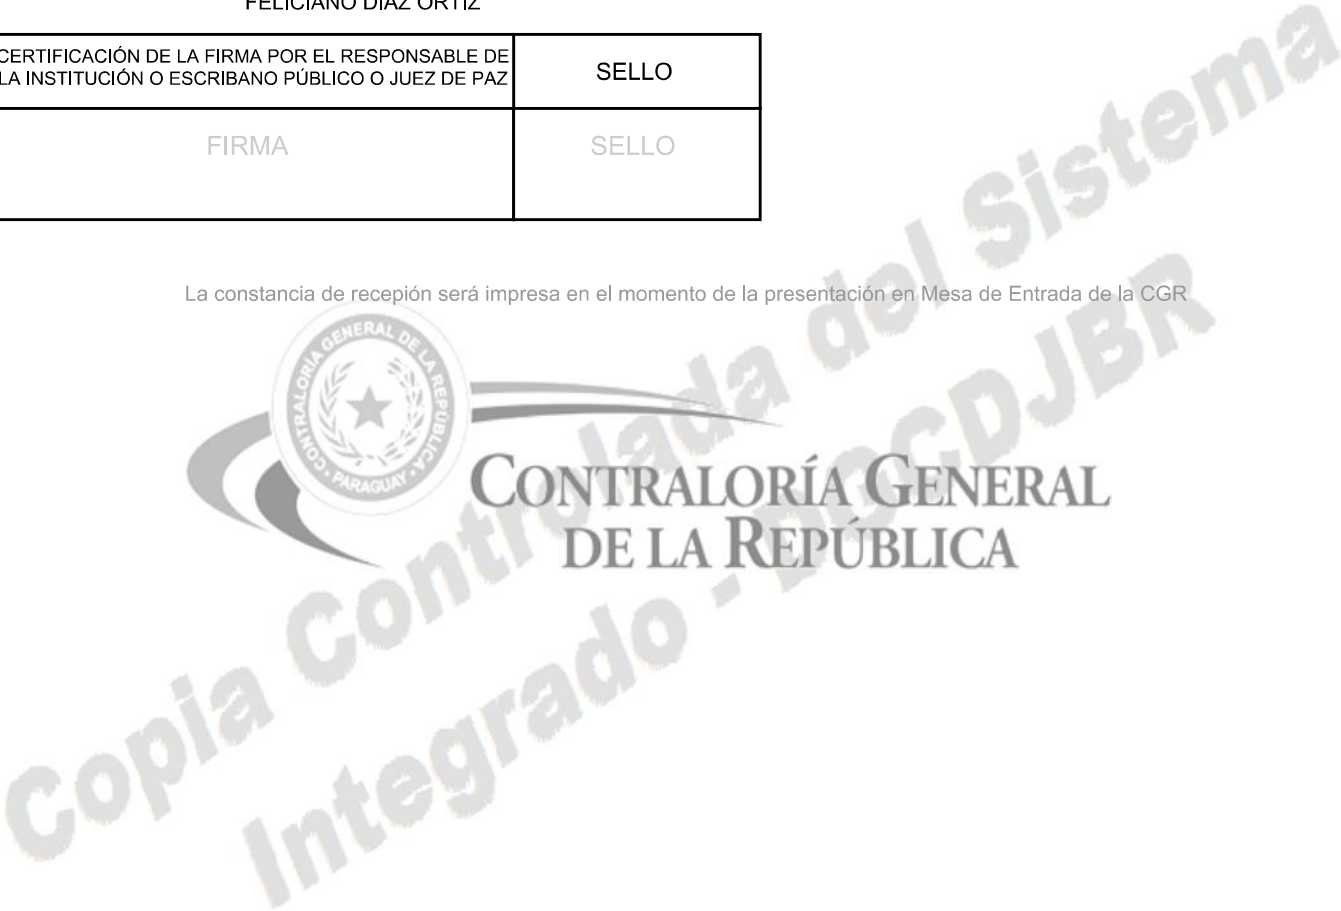 FELICIANO DIAZ ORTIZ
CERTIFICACIÓN DE LA FIRMA POR EL RESPONSABLE DE
LA INSTITUCIÓN O ESCRIBANO PÚBLICO O JUEZ DE PAZ
SELLO
FIRMA
SELLO
La constancia de recepión será impresa en el momento de la presentación en Mesa de Entrada de la CGR
CONTRALORÍA GENERAL DE LA REPÚBLICA
PARAGUAY
CONTRALORÍA GENERAL
DE LA REPÚBLICA
Copia Controlada del Sistema
Integrado - DGCDJBR